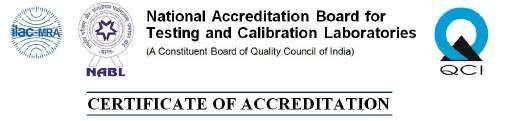 ilac-MRA
NABL
National Accreditation Board for
Testing and Calibration Laboratories
(A Constituent Board of Quality Council of India)
QCI
CERTIFICATE OF ACCREDITATION